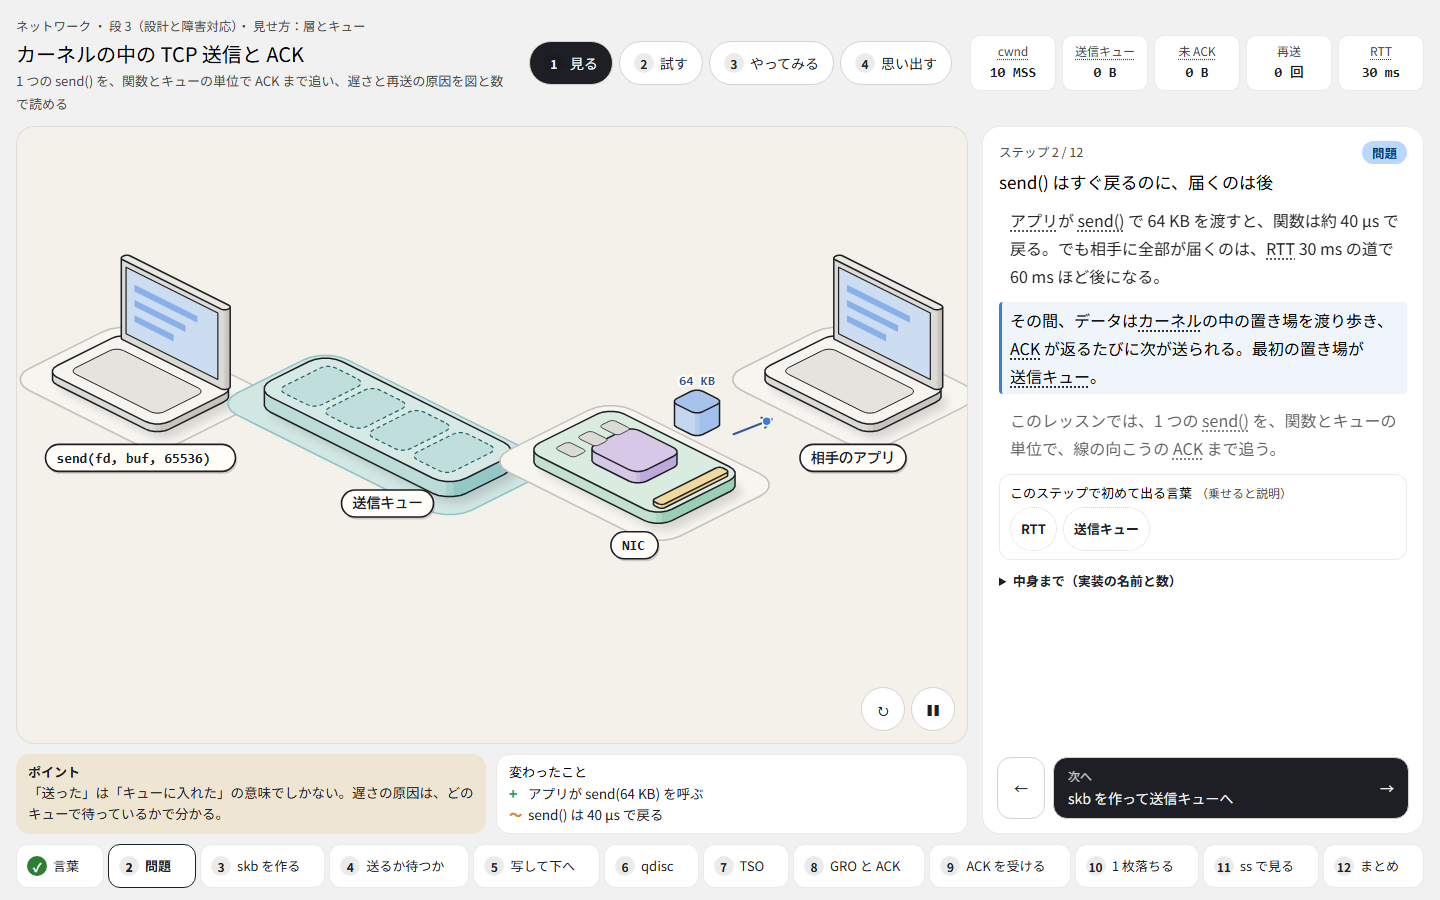 ネットワーク ・ 段 3（設計と障害対応）・ 見せ方：層とキュー
カーネルの中の TCP 送信と ACK
1 つの send() を、関数とキューの単位で ACK まで追い、遅さと再送の原因を図と数
で読める
1 見る
2 試す
3 やってみる
4 思い出す
cwnd
10 MSS
送信キュー
0 B
未 ACK
0 B
再送
0 回
RTT
30 ms
64 KB
send(fd, buf, 65536)
送信キュー
NIC
相手のアプリ
↻
ステップ 2 / 12
問題
send() はすぐ戻るのに、届くのは後
アプリが send() で 64 KB を渡すと、関数は約 40 µs で
戻る。でも相手に全部が届くのは、RTT 30 ms の道で
60 ms ほど後になる。
その間、データはカーネルの中の置き場を渡り歩き、
ACK が返るたびに次が送られる。最初の置き場が
送信キュー。
このレッスンでは、1 つの send() を、関数とキューの
単位で、線の向こうの ACK まで追う。
このステップで初めて出る言葉 （乗せると説明）
RTT
送信キュー
▶ 中身まで（実装の名前と数）
←
次へ
skb を作って送信キューへ
→
ポイント
「送った」は「キューに入れた」の意味でしかない。遅さの原因は、どの
キューで待っているかで分かる。
変わったこと
+ アプリが send(64 KB) を呼ぶ
〜 send() は 40 µs で戻る
✓ 言葉
2 問題
3 skb を作る
4 送るか待つか
5 写して下へ
6 qdisc
7 TSO
8 GRO と ACK
9 ACK を受ける
10 1 枚落ちる
11 ss で見る
12 まとめ